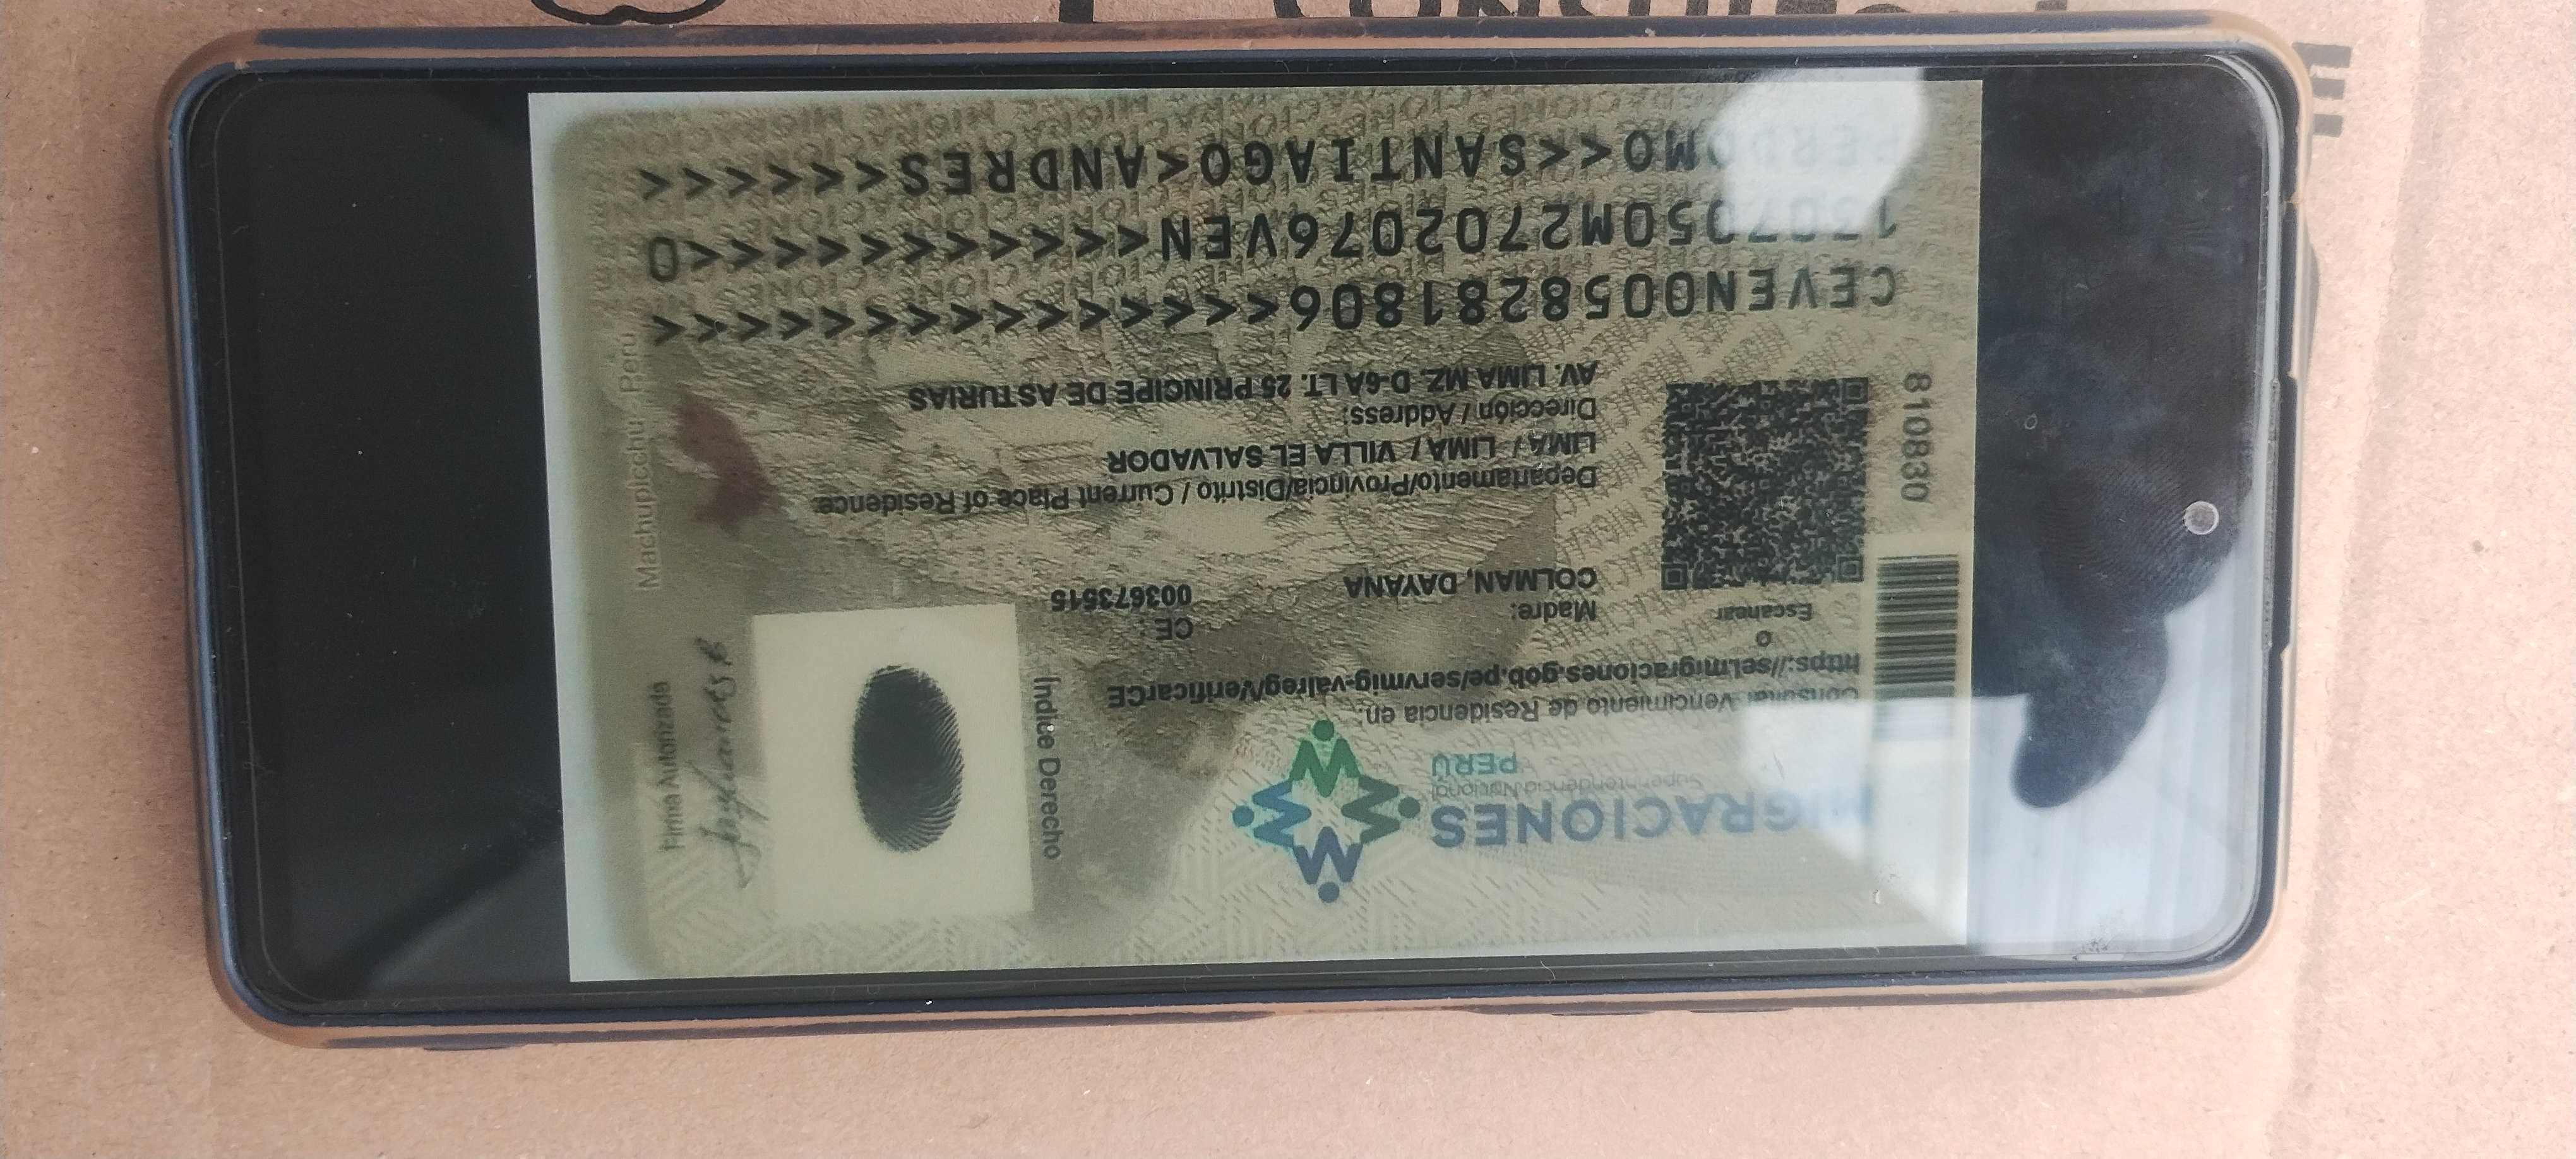 MIGRACIONES
Superintendencia Nacional
PERÚ
Consultar Vencimiento de Residencia en:
https://sel.migraciones.gob.pe/servmig-valreg/VerificarCE
o
Escanear
Índice Derecho
Firma Autorizada
Madre:
COLMAN, DAYANA
CE :
003673515
Departamento/Provincia/Distrito / Current Place of Residence
LIMA / LIMA / VILLA EL SALVADOR
Dirección / Address:
AV. LIMA MZ. D-6A LT. 25 PRINCIPE DE ASTURIAS
810830
Machupicchu - Perú
CEVEN0058281806<<<<<<<<<<<<<<<
PERDOMO<<SANTIAGO<ANDRES<<<<<<